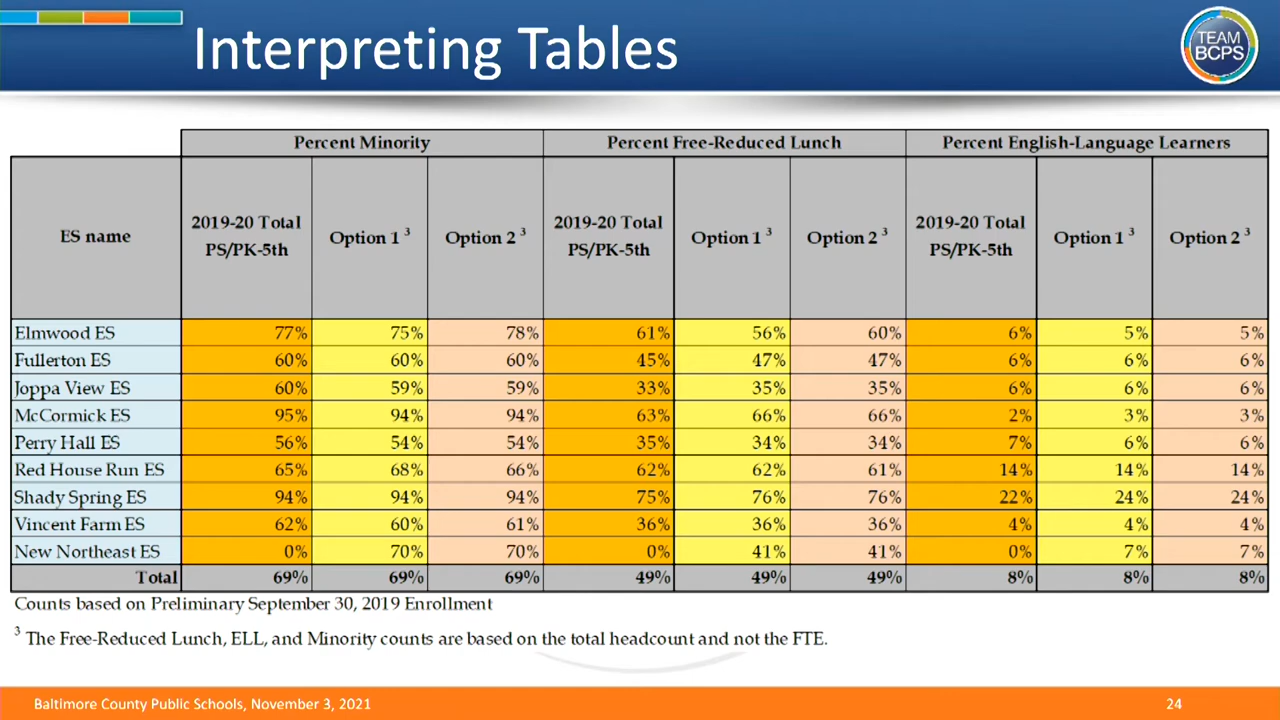 Interpreting Tables
TEAM
BCPS
Percent Minority Percent Free-Reduced Lunch Percent English-Language Learners
ES name 2019-20 Total PS/PK-5th Option 1 3 Option 2 3 2019-20 Total PS/PK-5th Option 1 3 Option 2 3 2019-20 Total PS/PK-5th Option 1 3 Option 2 3
Elmwood ES 77% 75% 78% 61% 56% 60% 6% 5% 5%
Fullerton ES 60% 60% 60% 45% 47% 47% 6% 6% 6%
Joppa View ES 60% 59% 59% 33% 35% 35% 6% 6% 6%
McCormick ES 95% 94% 94% 63% 66% 66% 2% 3% 3%
Perry Hall ES 56% 54% 54% 35% 34% 34% 7% 6% 6%
Red House Run ES 65% 68% 66% 62% 62% 61% 14% 14% 14%
Shady Spring ES 94% 94% 94% 75% 76% 76% 22% 24% 24%
Vincent Farm ES 62% 60% 61% 36% 36% 36% 4% 4% 4%
New Northeast ES 0% 70% 70% 0% 41% 41% 0% 7% 7%
Total 69% 69% 69% 49% 49% 49% 8% 8% 8%
Counts based on Preliminary September 30, 2019 Enrollment
3 The Free-Reduced Lunch, ELL, and Minority counts are based on the total headcount and not the FTE.
Baltimore County Public Schools, November 3, 2021 24